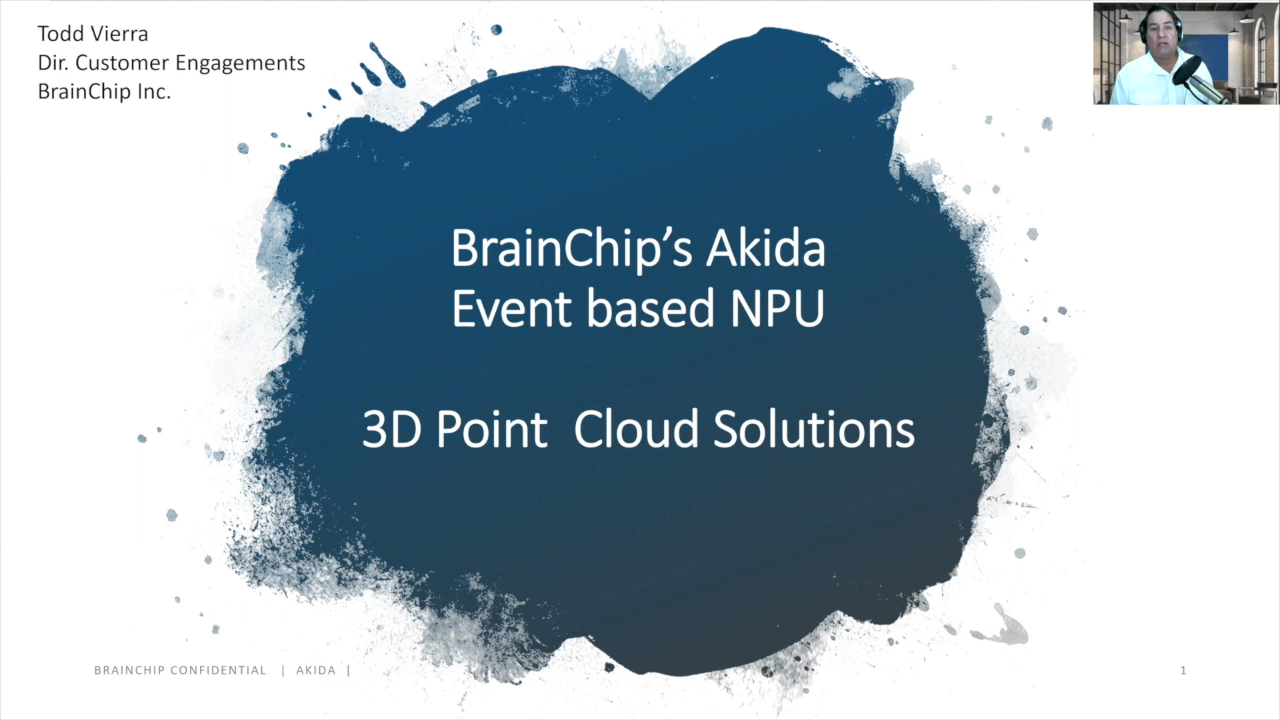 Todd Vierra
Dir. Customer Engagements
BrainChip Inc.
BrainChip’s Akida
Event based NPU
3D Point  Cloud Solutions
BRAINCHIP CONFIDENTIAL | AKIDA |
1